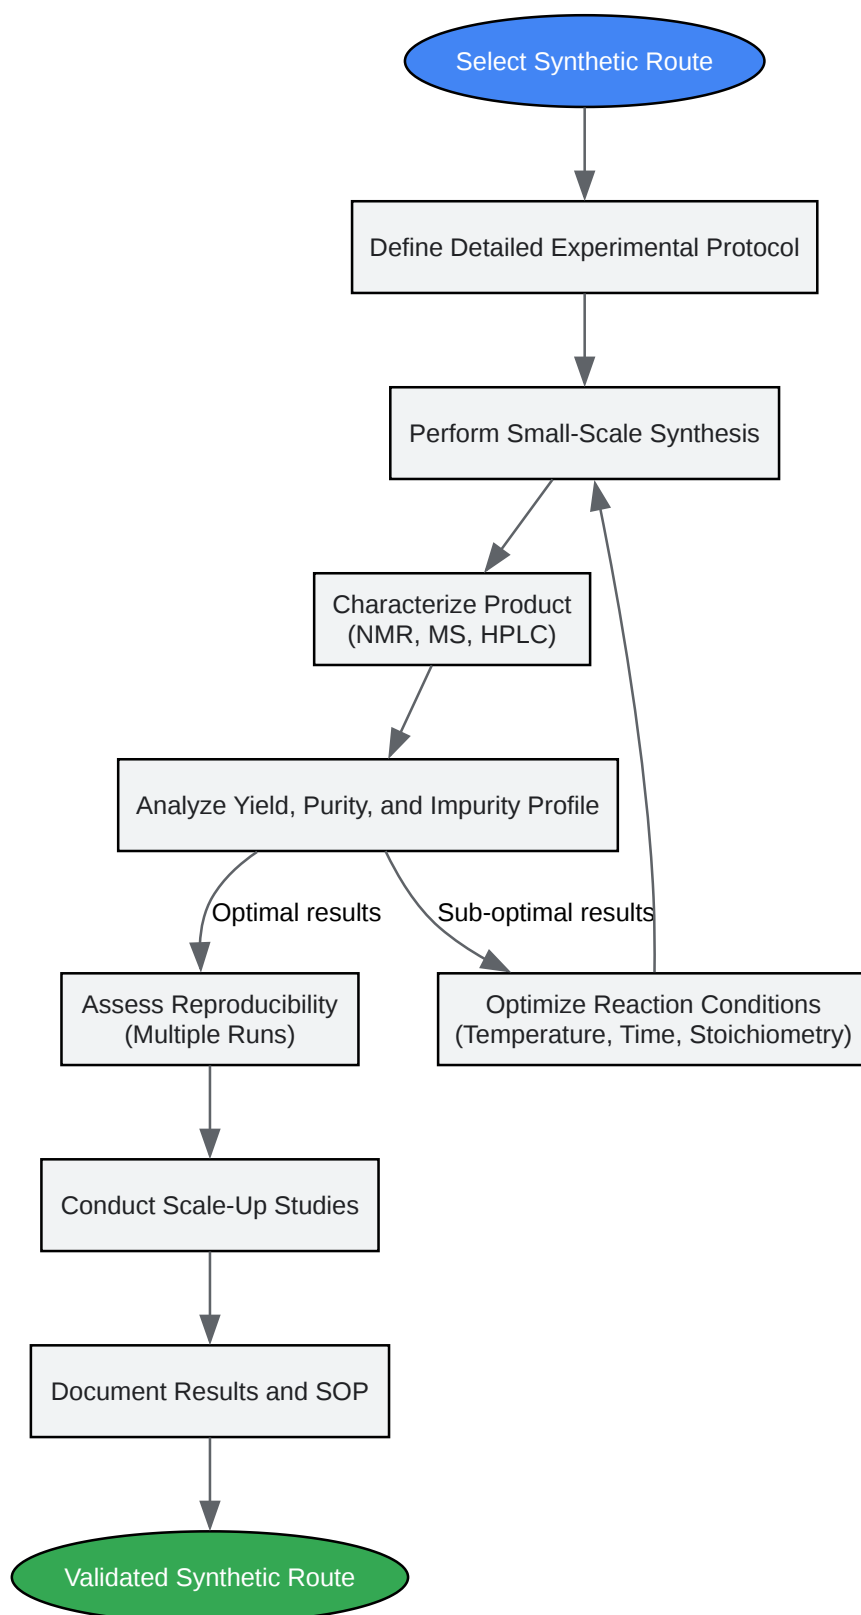 Select Synthetic Route
Define Detailed Experimental Protocol
Perform Small-Scale Synthesis
Characterize Product
(NMR, MS, HPLC)
Analyze Yield, Purity, and Impurity Profile
Optimal results
Sub-optimal results
Assess Reproducibility
(Multiple Runs)
Optimize Reaction Conditions
(Temperature, Time, Stoichiometry)
Conduct Scale-Up Studies
Document Results and SOP
Validated Synthetic Route